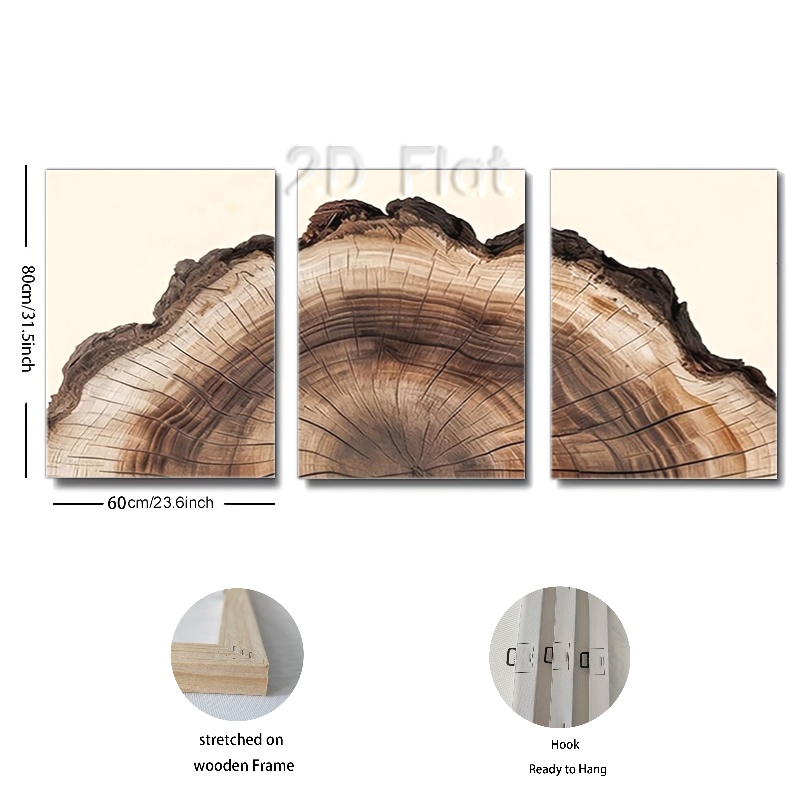 2D Flat
80cm/31.5inch
60cm/23.6inch
stretched on
wooden Frame
Hook
Ready to Hang